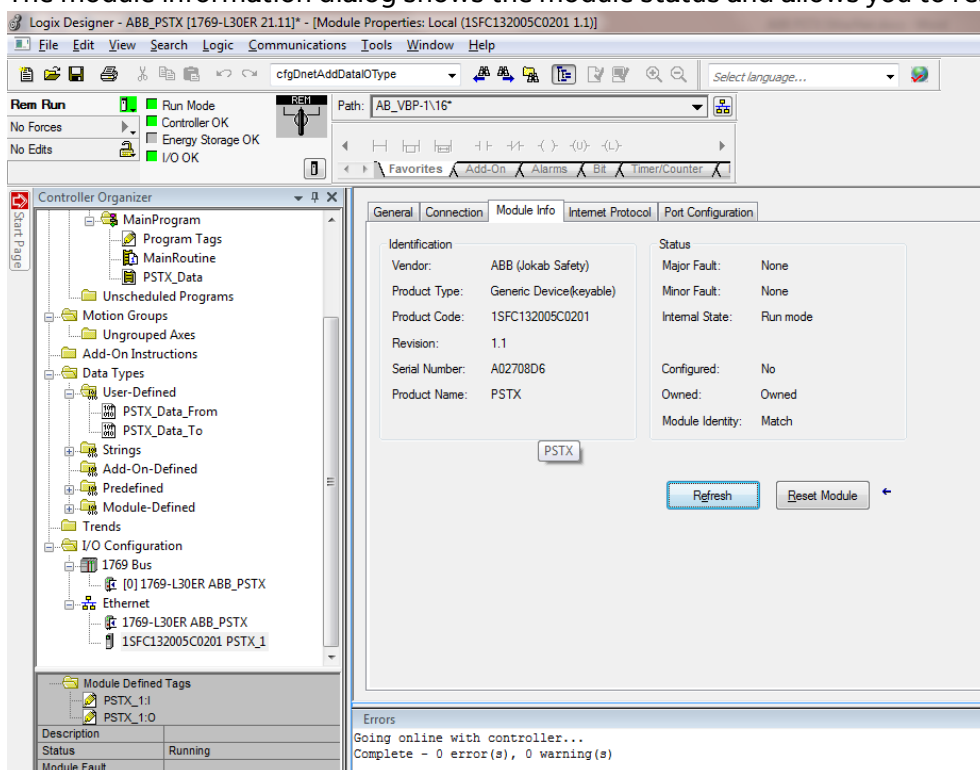 The module information dialog shows the module status and allows you to re
Logix Designer - ABB_PSTX [1769-L30ER 21.11]* - [Module Properties: Local (1SFC132005C0201 1.1)]
File Edit View Search Logic Communications Tools Window Help
cfgDnetAddDataIOType
Select language...
Rem Run
Run Mode
REM
Path: AB_VBP-1\16*
No Forces
Controller OK
No Edits
Energy Storage OK
I/O OK
Favorites Add-On Alarms Bit Timer/Counter
Start Page
Controller Organizer
MainProgram
Program Tags
MainRoutine
PSTX_Data
Unscheduled Programs
Motion Groups
Ungrouped Axes
Add-On Instructions
Data Types
User-Defined
PSTX_Data_From
PSTX_Data_To
Strings
Add-On-Defined
Predefined
Module-Defined
Trends
I/O Configuration
1769 Bus
[0] 1769-L30ER ABB_PSTX
Ethernet
1769-L30ER ABB_PSTX
1SFC132005C0201 PSTX_1
Module Defined Tags
PSTX_1:I
PSTX_1:O
Description
Status Running
Module Fault
General Connection Module Info Internet Protocol Port Configuration
Identification
Vendor: ABB (Jokab Safety)
Product Type: Generic Device(keyable)
Product Code: 1SFC132005C0201
Revision: 1.1
Serial Number: A02708D6
Product Name: PSTX
PSTX
Status
Major Fault: None
Minor Fault: None
Internal State: Run mode
Configured: No
Owned: Owned
Module Identity: Match
Refresh
Reset Module
Errors
Going online with controller...
Complete - 0 error(s), 0 warning(s)